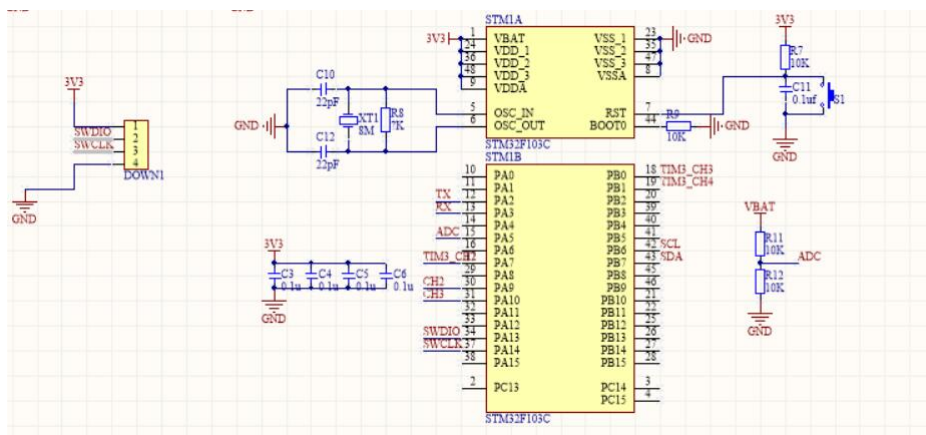 STM1A
3V3
1 VBAT VSS_1 23
24 VDD_1 VSS_2 35
36 VDD_2 VSS_3 47
48 VDD_3 VSSA 8
9 VDDA
GND
5 OSC_IN RST 7
6 OSC_OUT BOOT0 44
STM32F103C
3V3
R7
10K
C11
0.1uf
S1
GND
R9
10K
GND
C10
22pF
XT1
8M
R8
GND
C12
22pF
3V3
SWDIO
SWCLK
1
2
3
4
DOWN1
GND
STM1B
10 PA0 PB0 18 TIM3_CH3
11 PA1 PB1 19 TIM3_CH4
TX 12 PA2 PB2 20
RX 13 PA3 PB3 39
14 PA4 PB4 40
ADC 15 PA5 PB5 41
16 PA6 PB6 42 SCL
PA7 PB7 43 SDA
29 PA8 PB8 45
CH2 30 PA9 PB9 46
CH3 31 PA10 PB10 21
32 PA11 PB11 22
33 PA12 PB12 25
SWDIO 34 PA13 PB13 26
SWCLK 37 PA14 PB14 27
38 PA15 PB15 28
2 PC13 PC14 3
PC15 4
STM32F103C
3V3
C3 C4 C5 C6
0.1u 0.1u 0.1u 0.1u
GND
VBAT
R11
10K
ADC
R12
10K
GND